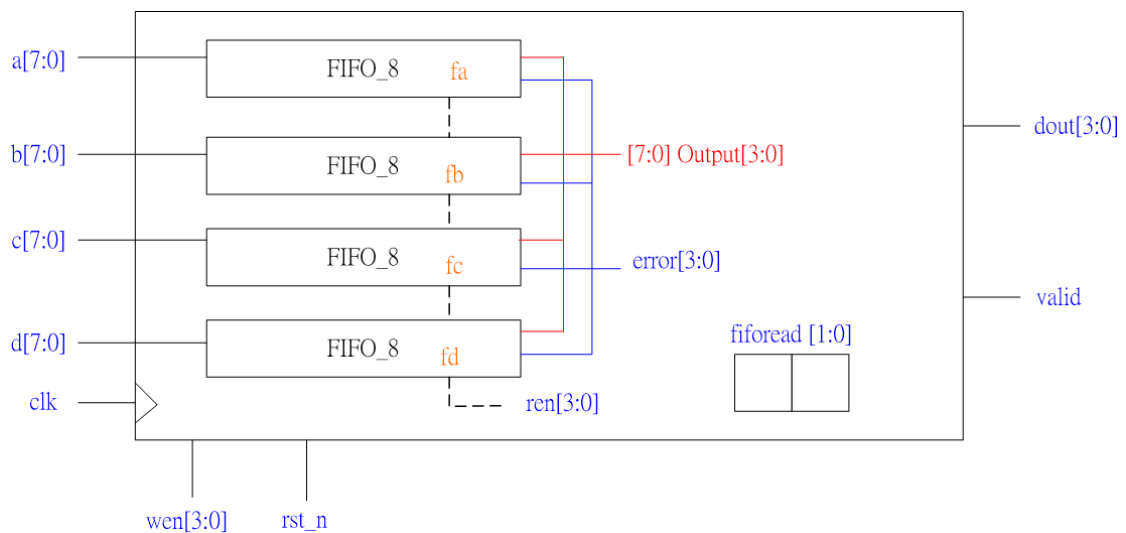 a[7:0]
FIFO_8
fa
dout[3:0]
b[7:0]
FIFO_8
fb
[7:0] Output[3:0]
c[7:0]
FIFO_8
fc
error[3:0]
valid
d[7:0]
FIFO_8
fd
fiforead [1:0]
clk
ren[3:0]
wen[3:0]
rst_n